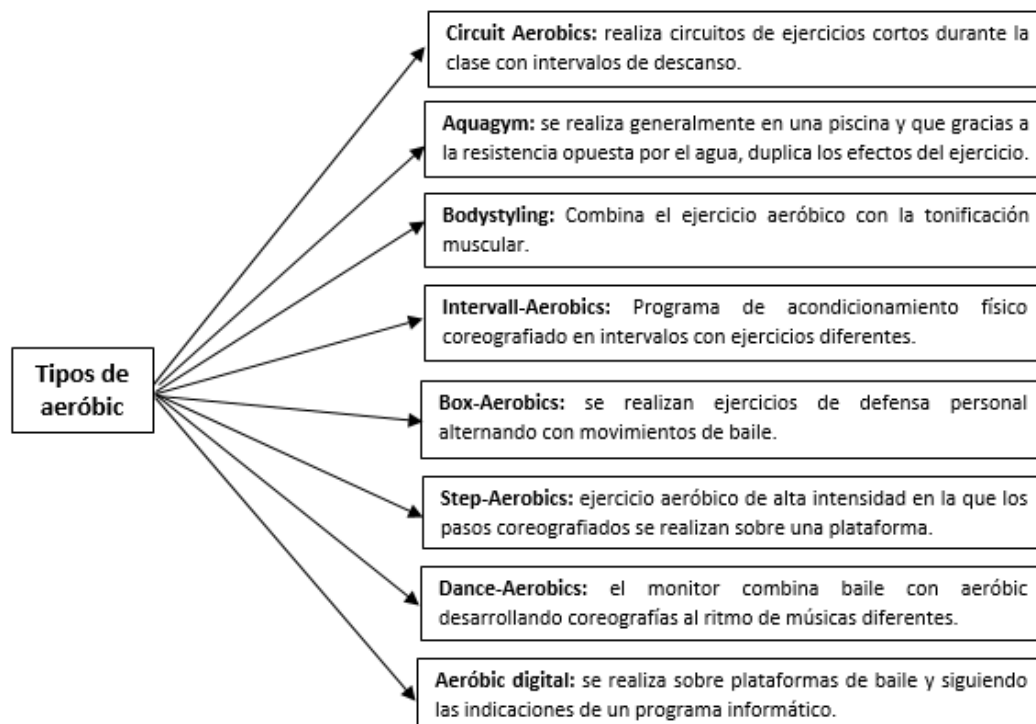 Circuit Aerobics: realiza circuitos de ejercicios cortos durante la
clase con intervalos de descanso.
Aquagym: se realiza generalmente en una piscina y que gracias a
la resistencia opuesta por el agua, duplica los efectos del ejercicio.
Bodystyling: Combina el ejercicio aeróbico con la tonificación
muscular.
Intervall-Aerobics: Programa de acondicionamiento físico
coreografiado en intervalos con ejercicios diferentes.
Tipos de
aeróbic
Box-Aerobics: se realizan ejercicios de defensa personal
alternando con movimientos de baile.
Step-Aerobics: ejercicio aeróbico de alta intensidad en la que los
pasos coreografiados se realizan sobre una plataforma.
Dance-Aerobics: el monitor combina baile con aeróbic
desarrollando coreografías al ritmo de músicas diferentes.
Aeróbic digital: se realiza sobre plataformas de baile y siguiendo
las indicaciones de un programa informático.